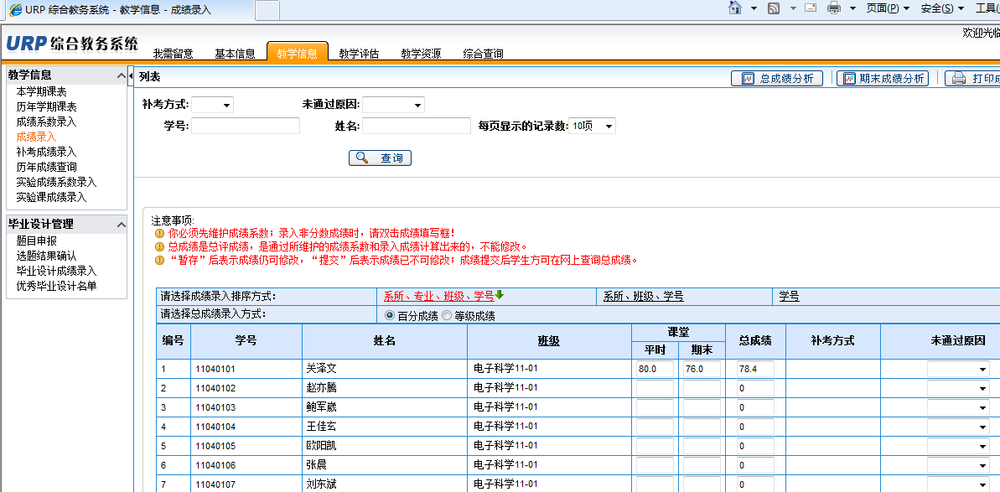 URP 综合教务系统 - 教学信息 - 成绩录入
页面(P) 安全(S) 工具(
欢迎光临
URP 综合教务系统
我需留意 基本信息 教学信息 教学评估 教学资源 综合查询
教学信息
本学期课表
历年学期课表
成绩系数录入
成绩录入
补考成绩录入
历年成绩查询
实验成绩系数录入
实验课成绩录入
毕业设计管理
题目申报
选题结果确认
毕业设计成绩录入
优秀毕业设计名单
列表 总成绩分析 期末成绩分析 打印成
补考方式: 未通过原因:
学号: 姓名: 每页显示的记录数: 10项
查询
注意事项:
你必须先维护成绩系数；录入非分数成绩时，请双击成绩填写框！
总成绩是总评成绩，是通过所维护的成绩系数和录入成绩计算出来的，不能修改。
“暂存”后表示成绩仍可修改，“提交”后表示成绩已不可修改；成绩提交后学生方可在网上查询总成绩。
请选择成绩录入排序方式: 系所、专业、班级、学号 系所、班级、学号 学号
请选择总成绩录入方式: 百分成绩 等级成绩
编号 学号 姓名 班级 课堂 总成绩 补考方式 未通过原因
平时 期末
1 11040101 关泽文 电子科学11-01 80.0 76.0 78.4
2 11040102 赵亦腾 电子科学11-01 0
3 11040103 鲍军崴 电子科学11-01 0
4 11040104 王佳玄 电子科学11-01 0
5 11040105 欧阳凯 电子科学11-01 0
6 11040106 张晨 电子科学11-01 0
7 11040107 刘东斌 电子科学11-01 0